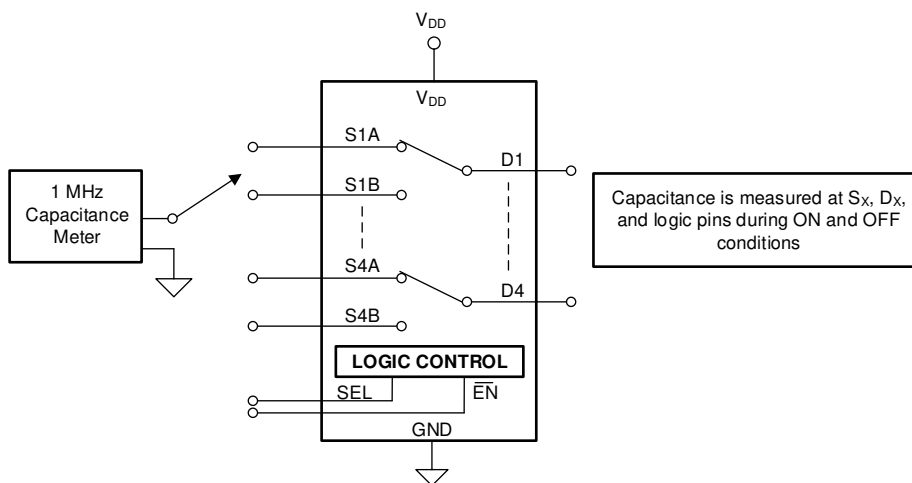 VDD
VDD
S1A
D1
S1B
1 MHz
Capacitance
Meter
Capacitance is measured at SX, DX,
and logic pins during ON and OFF
conditions
S4A
D4
S4B
LOGIC CONTROL
SEL
EN
GND